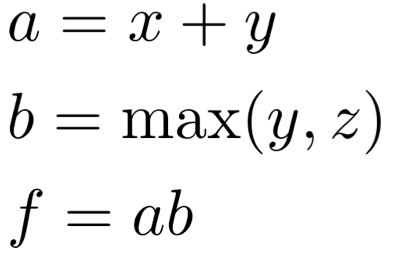 a = x + y
b = max(y, z)
f = ab